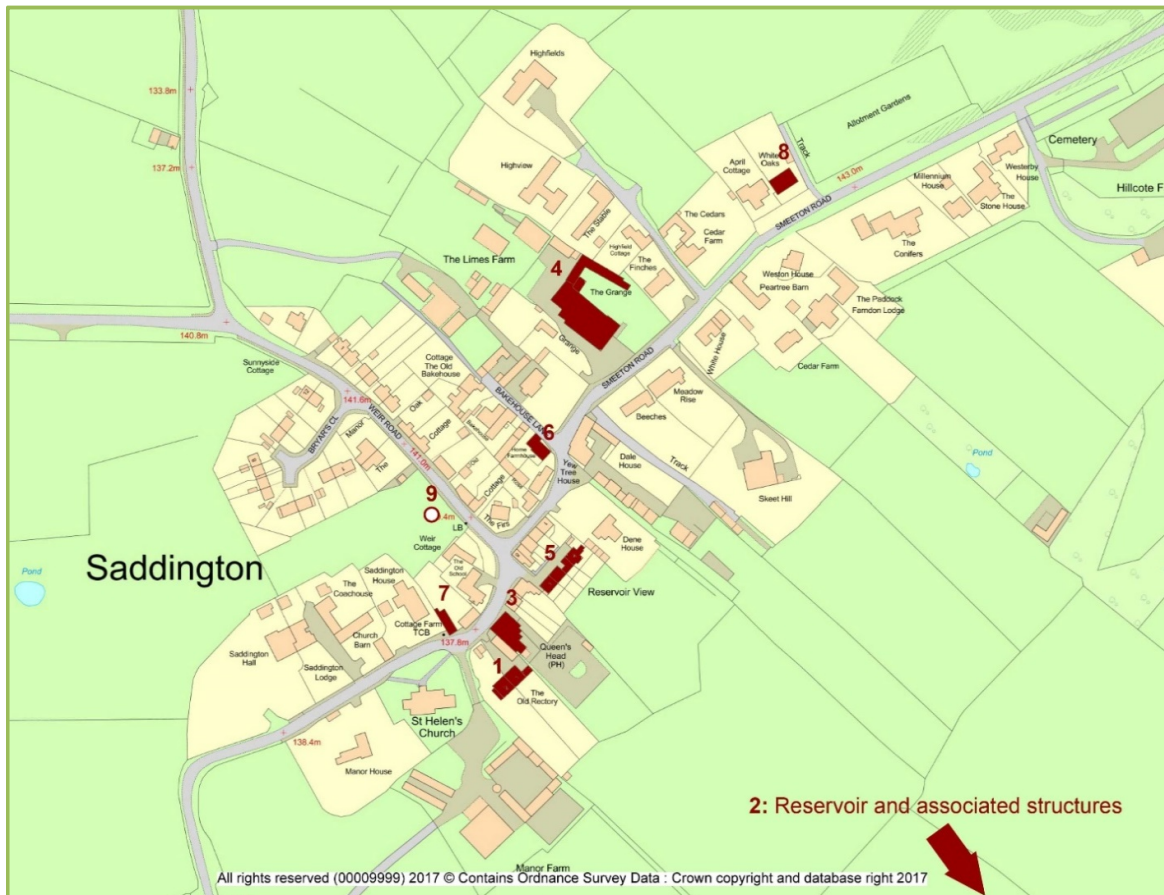 Highfields
133.8m
Allotment Gardens
Cemetery
137.2m
Highview
April
Cottage
White
Oaks
8
Track
143.0m
Millennium
House
Westerby
House
The
Stone House
Hillcote F
SMEETON ROAD
The Stable
The Cedars
Cedar
Farm
The
Conifers
The Limes Farm
Highfield
Cottage
The
Finches
4
The Grange
Weston House
Peartree Barn
The Paddock
Farndon Lodge
140.8m
Grange
White House
Cedar Farm
SMEETON ROAD
Sunnyside
Cottage
Cottage
The Old
Bakehouse
141.6m
WEIR ROAD
BRYAR'S CL
Oak
Cottage
BAKEHOUSE LAN
Meadow
Rise
Beeches
Manor
The
141.0m
6
Home
Farmhouse
Yew
Tree
House
Dale
House
Track
Pond
Skeet Hill
Cottage
9
.4m
LB
The Firs
Weir
Cottage
Dene
House
5
Saddington
Pond
The
Old
School
Reservoir View
Saddington
House
The
Coachouse
7
3
Cottage Farm
TCB
137.8m
Church
Barn
Queen's
Head
(PH)
Saddington
Hall
Saddington
Lodge
1
The
Old Rectory
St Helen's
Church
138.4m
Manor House
2: Reservoir and associated structures
Manor Farm
All rights reserved (00009999) 2017 © Contains Ordnance Survey Data : Crown copyright and database right 2017